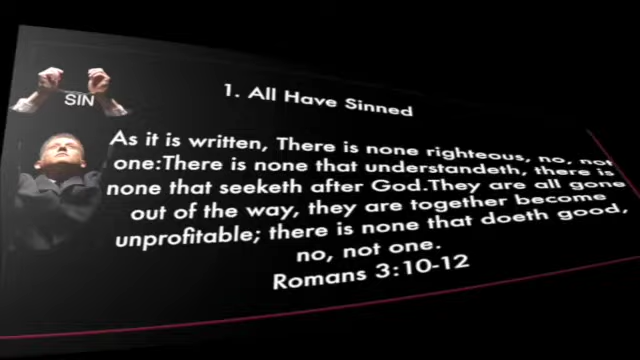 1. All Have Sinned
SIN
As it is written, There is none righteous, no, not
one:There is none that understandeth, there is
none that seeketh after God.They are all gone
out of the way, they are together become
unprofitable; there is none that doeth good,
no, not one.
Romans 3:10-12